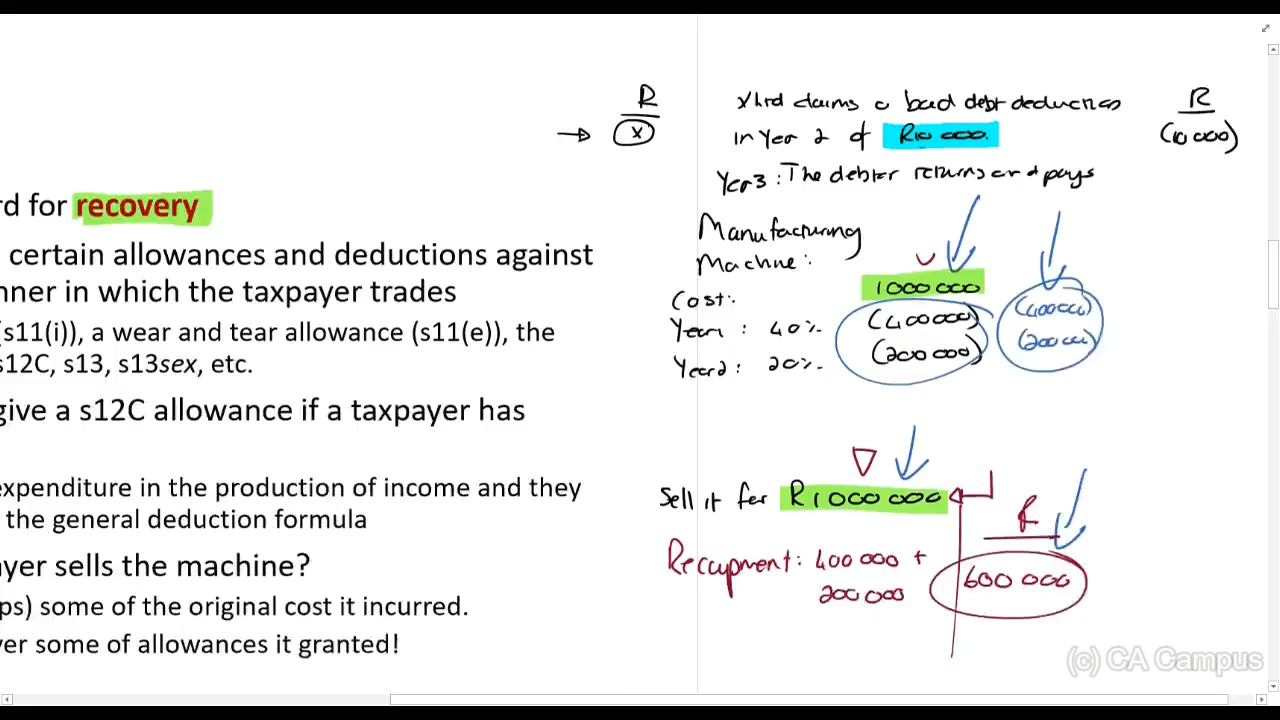 rd for recovery
certain allowances and deductions against
nner in which the taxpayer trades
(s11(i)), a wear and tear allowance (s11(e)), the
s12C, s13, s13sex, etc.
give a s12C allowance if a taxpayer has
expenditure in the production of income and they
the general deduction formula
ayer sells the machine?
ps) some of the original cost it incurred.
ver some of allowances it granted!
R
x
X Ltd claims a bad debt deduction
in Year 2 of R10 000.
R
(10 000)
Year 3: The debtor returns and pays
Manufacturing
Machine:
Cost: 1000 000
Year 1: 40% (400 000) (400 000)
Year 2: 20% (200 000) (200 000)
Sell it for R1 000 000
R
Recoupment: 400 000 +
200 000
600 000
(c) CA Campus